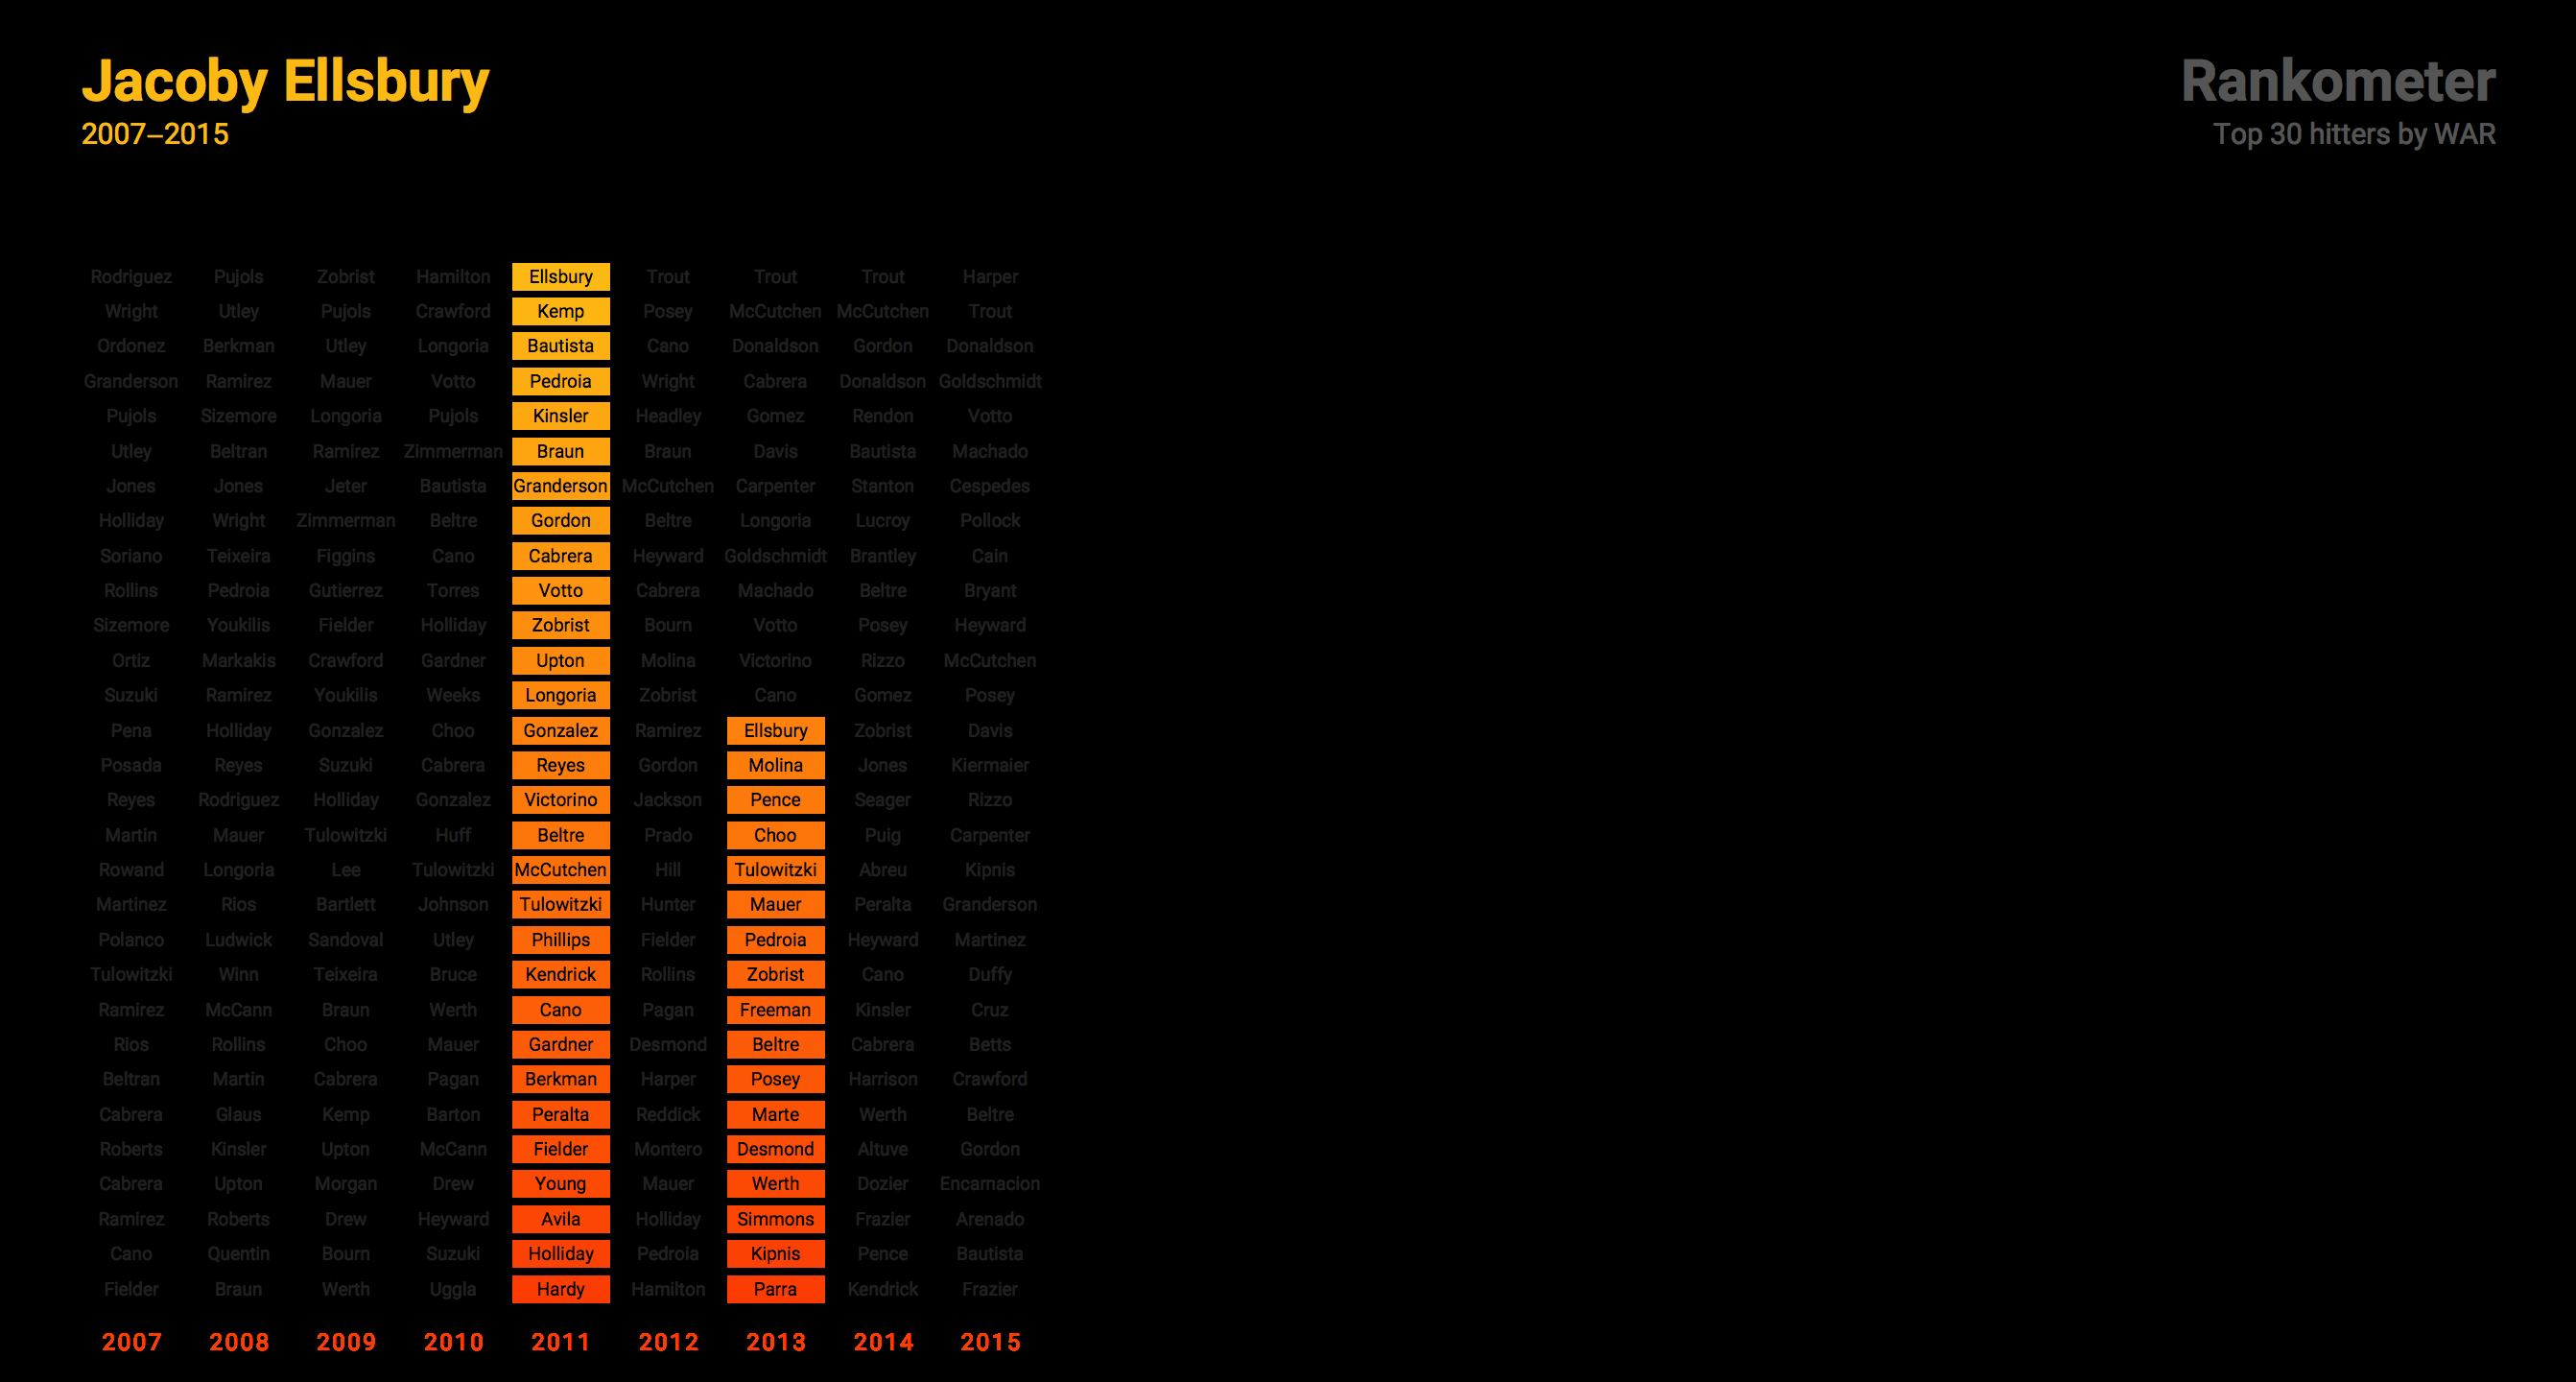 Jacoby Ellsbury
2007–2015
Rankometer
Top 30 hitters by WAR
Rodriguez Pujols Zobrist Hamilton Ellsbury Trout Trout Trout Harper
Wright Utley Pujols Crawford Kemp Posey McCutchen McCutchen Trout
Ordonez Berkman Utley Longoria Bautista Cano Donaldson Gordon Donaldson
Granderson Ramirez Mauer Votto Pedroia Wright Cabrera Donaldson Goldschmidt
Pujols Sizemore Longoria Pujols Kinsler Headley Gomez Rendon Votto
Utley Beltran Ramirez Zimmerman Braun Braun Davis Bautista Machado
Jones Jones Jeter Bautista Granderson McCutchen Carpenter Stanton Cespedes
Holliday Wright Zimmerman Beltre Gordon Beltre Longoria Lucroy Pollock
Soriano Teixeira Figgins Cano Cabrera Heyward Goldschmidt Brantley Cain
Rollins Pedroia Gutierrez Torres Votto Cabrera Machado Beltre Bryant
Sizemore Youkilis Fielder Holliday Zobrist Bourn Votto Posey Heyward
Ortiz Markakis Crawford Gardner Upton Molina Victorino Rizzo McCutchen
Suzuki Ramirez Youkilis Weeks Longoria Zobrist Cano Gomez Posey
Pena Holliday Gonzalez Choo Gonzalez Ramirez Ellsbury Zobrist Davis
Posada Reyes Suzuki Cabrera Reyes Gordon Molina Jones Kiermaier
Reyes Rodriguez Holliday Gonzalez Victorino Jackson Pence Seager Rizzo
Martin Mauer Tulowitzki Huff Beltre Prado Choo Puig Carpenter
Rowand Longoria Lee Tulowitzki McCutchen Hill Tulowitzki Abreu Kipnis
Martinez Rios Bartlett Johnson Tulowitzki Hunter Mauer Peralta Granderson
Polanco Ludwick Sandoval Utley Phillips Fielder Pedroia Heyward Martinez
Tulowitzki Winn Teixeira Bruce Kendrick Rollins Zobrist Cano Duffy
Ramirez McCann Braun Werth Cano Pagan Freeman Kinsler Cruz
Rios Rollins Choo Mauer Gardner Desmond Beltre Cabrera Betts
Beltran Martin Cabrera Pagan Berkman Harper Posey Harrison Crawford
Cabrera Glaus Kemp Barton Peralta Reddick Marte Werth Beltre
Roberts Kinsler Upton McCann Fielder Montero Desmond Altuve Gordon
Cabrera Upton Morgan Drew Young Mauer Werth Dozier Encarnacion
Ramirez Roberts Drew Heyward Avila Holliday Simmons Frazier Arenado
Cano Quentin Bourn Suzuki Holliday Pedroia Kipnis Pence Bautista
Fielder Braun Werth Uggla Hardy Hamilton Parra Kendrick Frazier
2007 2008 2009 2010 2011 2012 2013 2014 2015